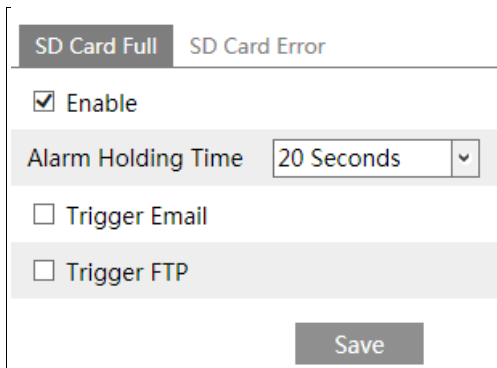 SD Card Full SD Card Error
Enable
Alarm Holding Time 20 Seconds
Trigger Email
Trigger FTP
Save